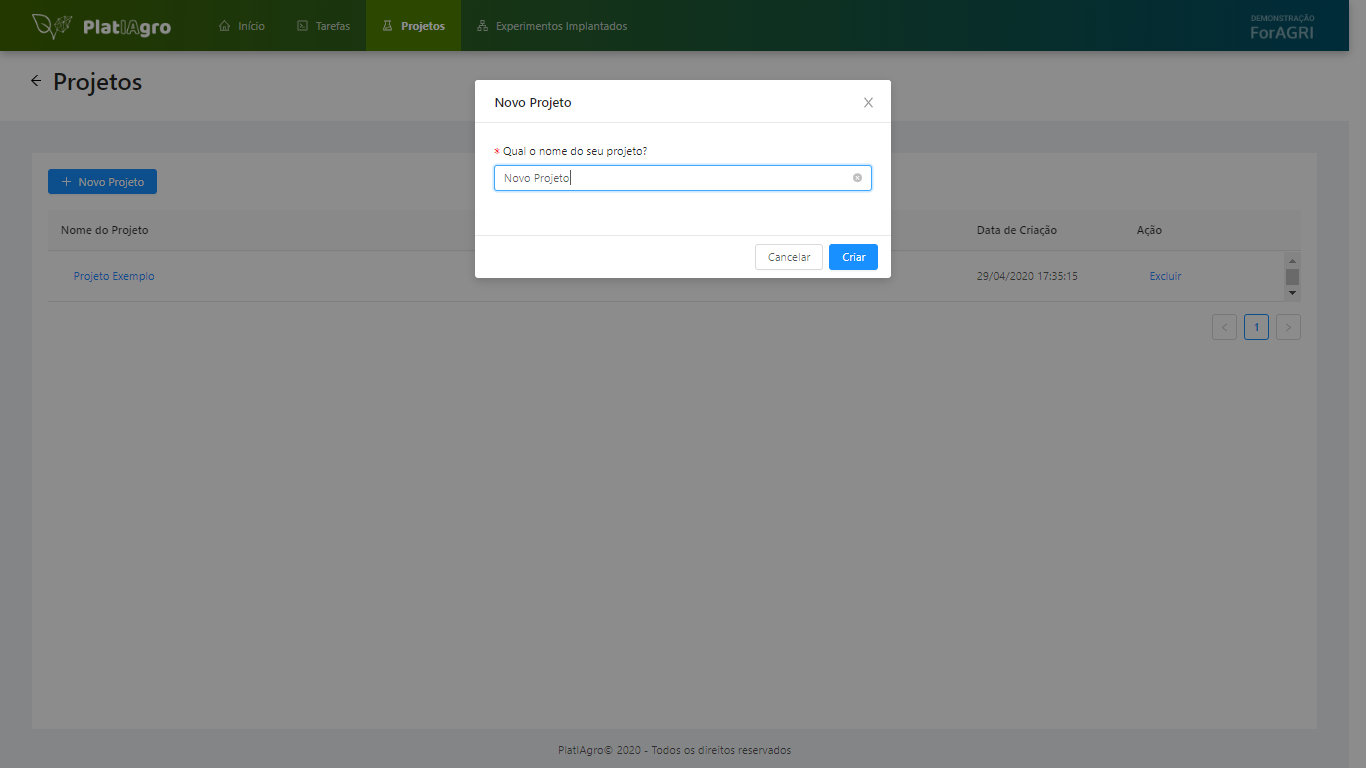 PlatIAgro
Início
Tarefas
Projetos
Experimentos Implantados
DEMONSTRAÇÃO
ForAGRI
Projetos
Novo Projeto
* Qual o nome do seu projeto?
Novo Projeto
Cancelar
Criar
+ Novo Projeto
Nome do Projeto
Data de Criação
Ação
Projeto Exemplo
29/04/2020 17:35:15
Excluir
< 1 >
PlatIAgro© 2020 - Todos os direitos reservados